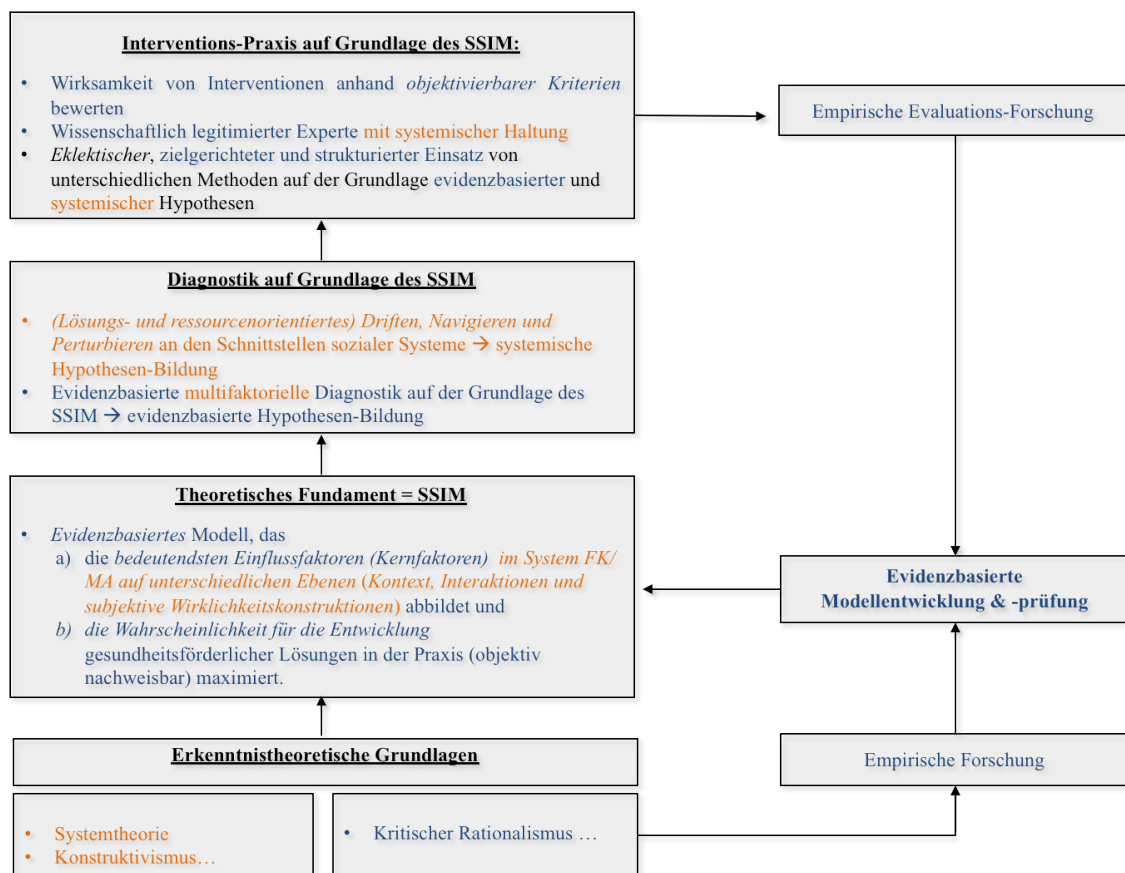 Interventions-Praxis auf Grundlage des SSIM:
• Wirksamkeit von Interventionen anhand objektivierbarer Kriterien
bewerten
• Wissenschaftlich legitimierter Experte mit systemischer Haltung
• Eklektischer, zielgerichteter und strukturierter Einsatz von
unterschiedlichen Methoden auf der Grundlage evidenzbasierter und
systemischer Hypothesen
Empirische Evaluations-Forschung
Diagnostik auf Grundlage des SSIM
• (Lösungs- und ressourcenorientiertes) Driften, Navigieren und
Perturbieren an den Schnittstellen sozialer Systeme → systemische
Hypothesen-Bildung
• Evidenzbasierte multifaktorielle Diagnostik auf der Grundlage des
SSIM → evidenzbasierte Hypothesen-Bildung
Theoretisches Fundament = SSIM
• Evidenzbasiertes Modell, das
a) die bedeutendsten Einflussfaktoren (Kernfaktoren) im System FK/
MA auf unterschiedlichen Ebenen (Kontext, Interaktionen und
subjektive Wirklichkeitskonstruktionen) abbildet und
b) die Wahrscheinlichkeit für die Entwicklung
gesundheitsförderlicher Lösungen in der Praxis (objektiv
nachweisbar) maximiert.
Evidenzbasierte
Modellentwicklung & -prüfung
Erkenntnistheoretische Grundlagen
Empirische Forschung
• Systemtheorie
• Konstruktivismus…
• Kritischer Rationalismus …